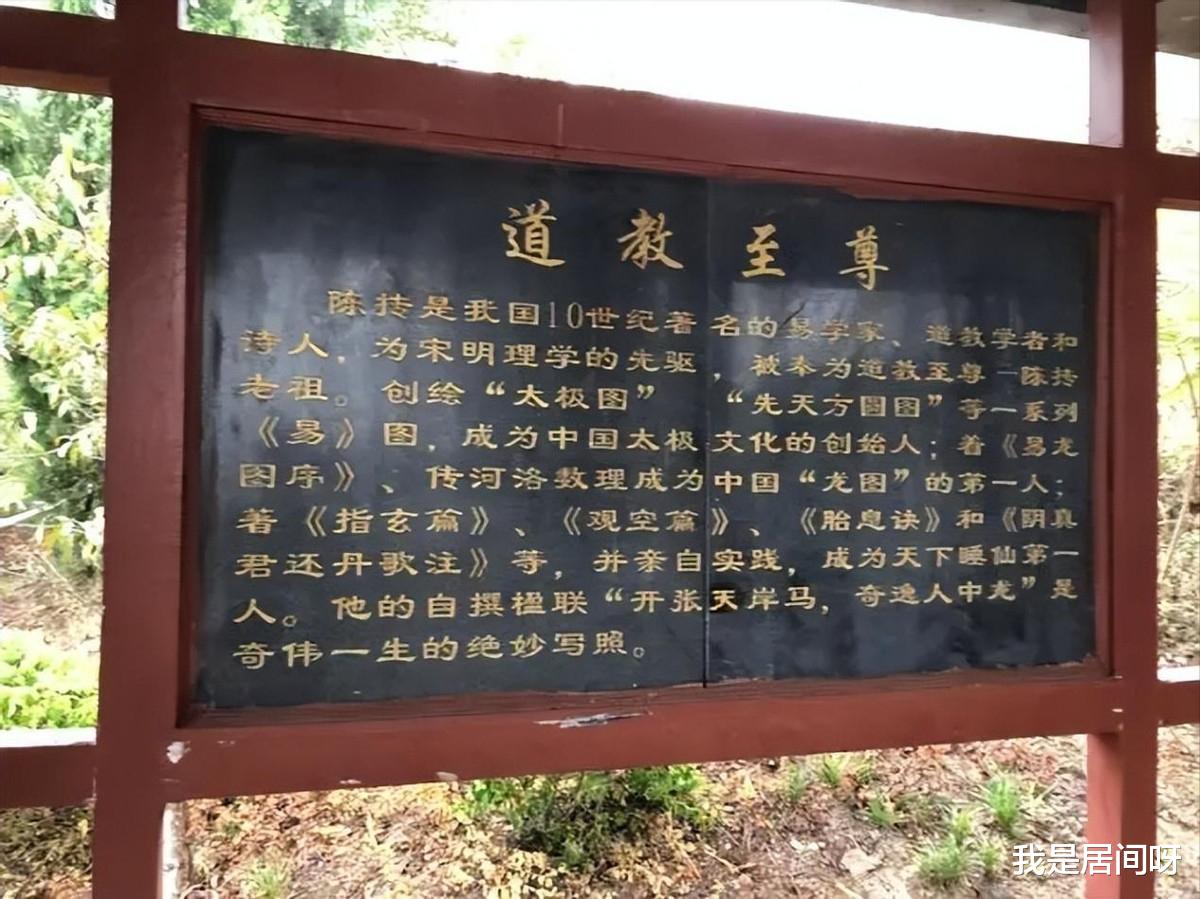 道教至尊
陈抟是我国10世纪著名的易学家、道教学者和
诗人，为宋明理学的先驱，被奉为道教至尊—陈抟
老祖。创绘“太极图” “先天方圆图”等一系列
《易》图，成为中国太极文化的创始人；着《易龙
图序》、传河洛数理成为中国“龙图”的第一人；
著《指玄篇》、《观空篇》、《胎息诀》和《阴真
君还丹歌注》等，并亲自实践，成为天下睡仙第一
人。他的自撰楹联“开张天岸马，奇逸人中龙”是
奇伟一生的绝妙写照。
我是居间呀